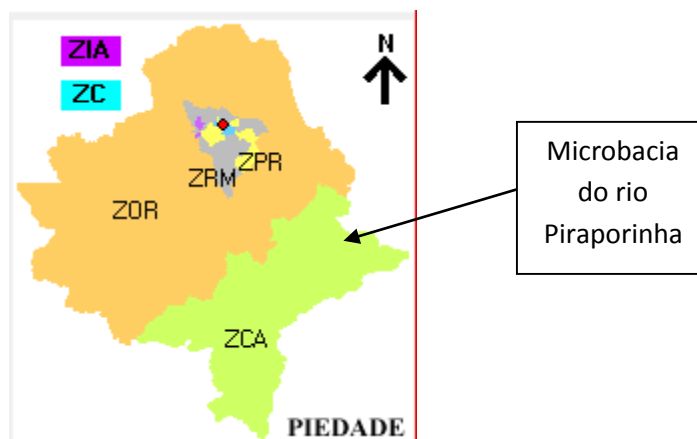 ZIA
ZC
N
ZPR
ZRM
ZOR
ZCA
PIEDADE
Microbacia
do rio
Piraporinha